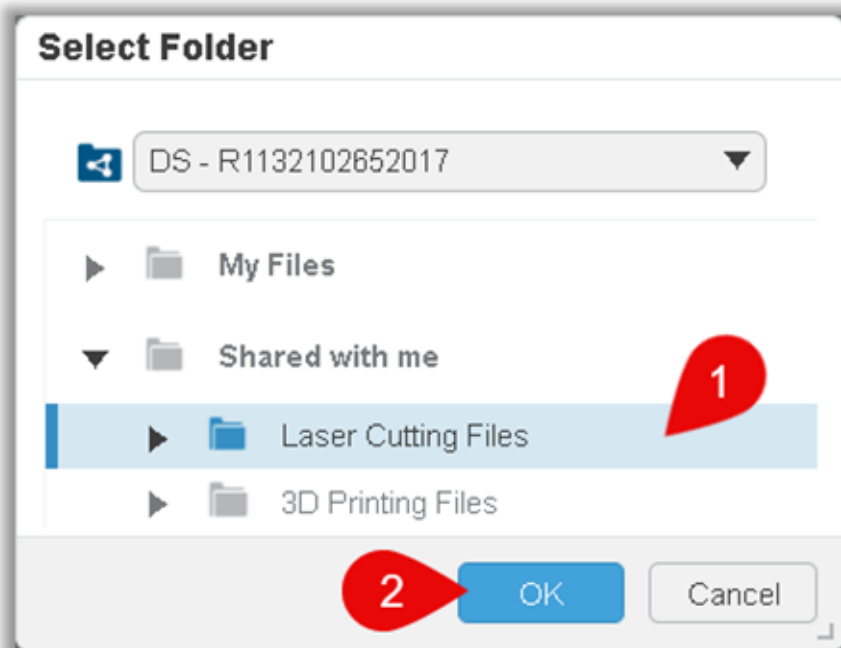 Select Folder
DS - R1132102652017
My Files
Shared with me
1
Laser Cutting Files
3D Printing Files
2
OK
Cancel